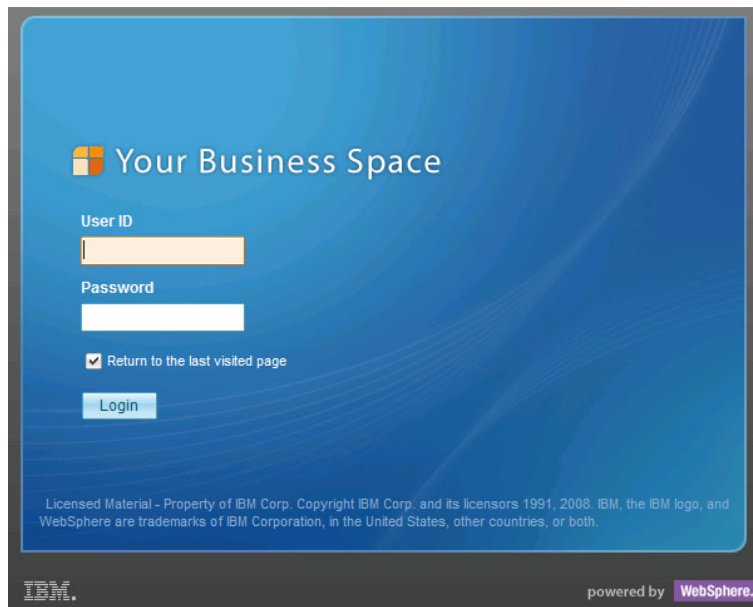 Your Business Space
User ID
Password
Return to the last visited page
Login
Licensed Material - Property of IBM Corp. Copyright IBM Corp. and its licensors 1991, 2008. IBM, the IBM logo, and
WebSphere are trademarks of IBM Corporation, in the United States, other countries, or both.
IBM.
powered by WebSphere.